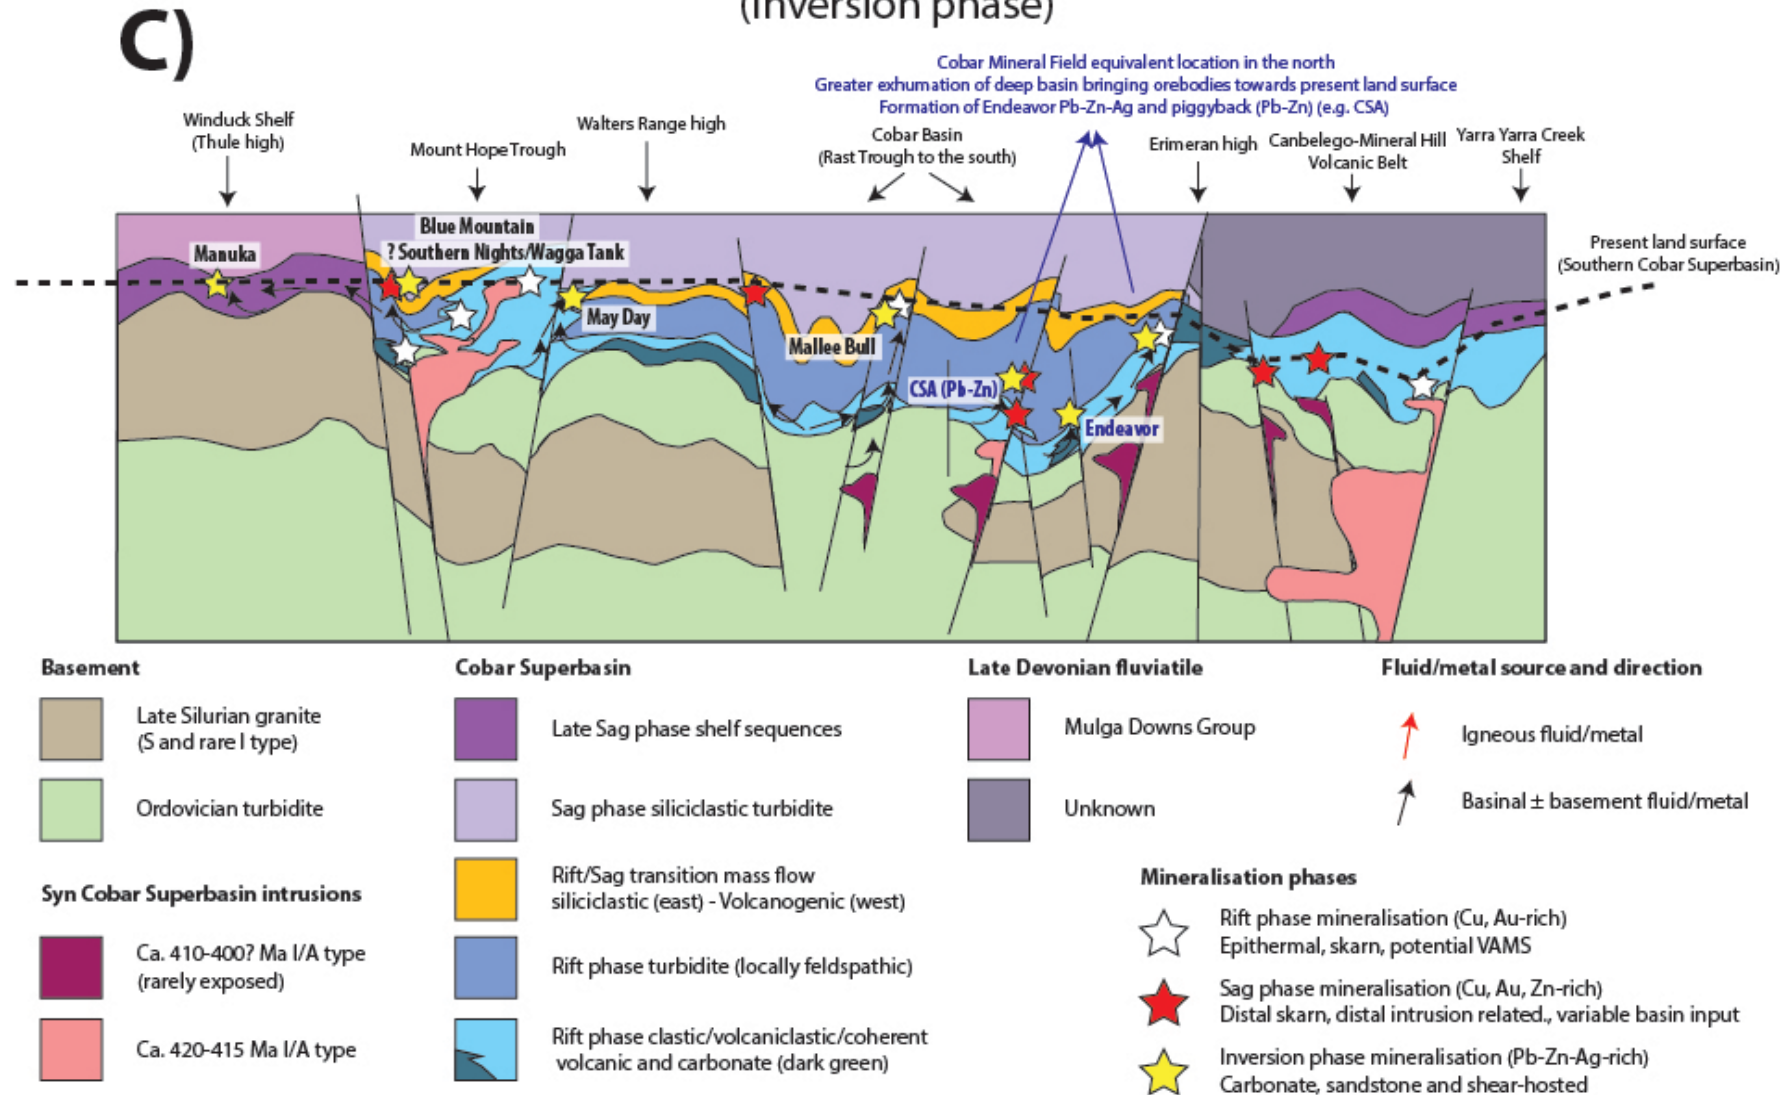 C)
(Inversion phase)
Cobar Mineral Field equivalent location in the north
Greater exhumation of deep basin bringing orebodies towards present land surface
Formation of Endeavor Pb-Zn-Ag and piggyback (Pb-Zn) (e.g. CSA)
Winduck Shelf
(Thule high)
Mount Hope Trough
Walters Range high
Cobar Basin
(Rast Trough to the south)
Erimeran high
Canbelego-Mineral Hill
Volcanic Belt
Yarra Yarra Creek
Shelf
Present land surface
(Southern Cobar Superbasin)
Manuka
Blue Mountain
? Southern Nights/Wagga Tank
May Day
Mallee Bull
CSA (Pb-Zn)
Endeavor
Basement
Late Silurian granite
(S and rare I type)
Ordovician turbidite
Syn Cobar Superbasin intrusions
Ca. 410-400? Ma I/A type
(rarely exposed)
Ca. 420-415 Ma I/A type
Cobar Superbasin
Late Sag phase shelf sequences
Sag phase siliciclastic turbidite
Rift/Sag transition mass flow
siliciclastic (east) - Volcanogenic (west)
Rift phase turbidite (locally feldspathic)
Rift phase clastic/volcaniclastic/coherent
volcanic and carbonate (dark green)
Late Devonian fluviatile
Mulga Downs Group
Unknown
Fluid/metal source and direction
Igneous fluid/metal
Basinal ± basement fluid/metal
Mineralisation phases
Rift phase mineralisation (Cu, Au-rich)
Epithermal, skarn, potential VAMS
Sag phase mineralisation (Cu, Au, Zn-rich)
Distal skarn, distal intrusion related., variable basin input
Inversion phase mineralisation (Pb-Zn-Ag-rich)
Carbonate, sandstone and shear-hosted